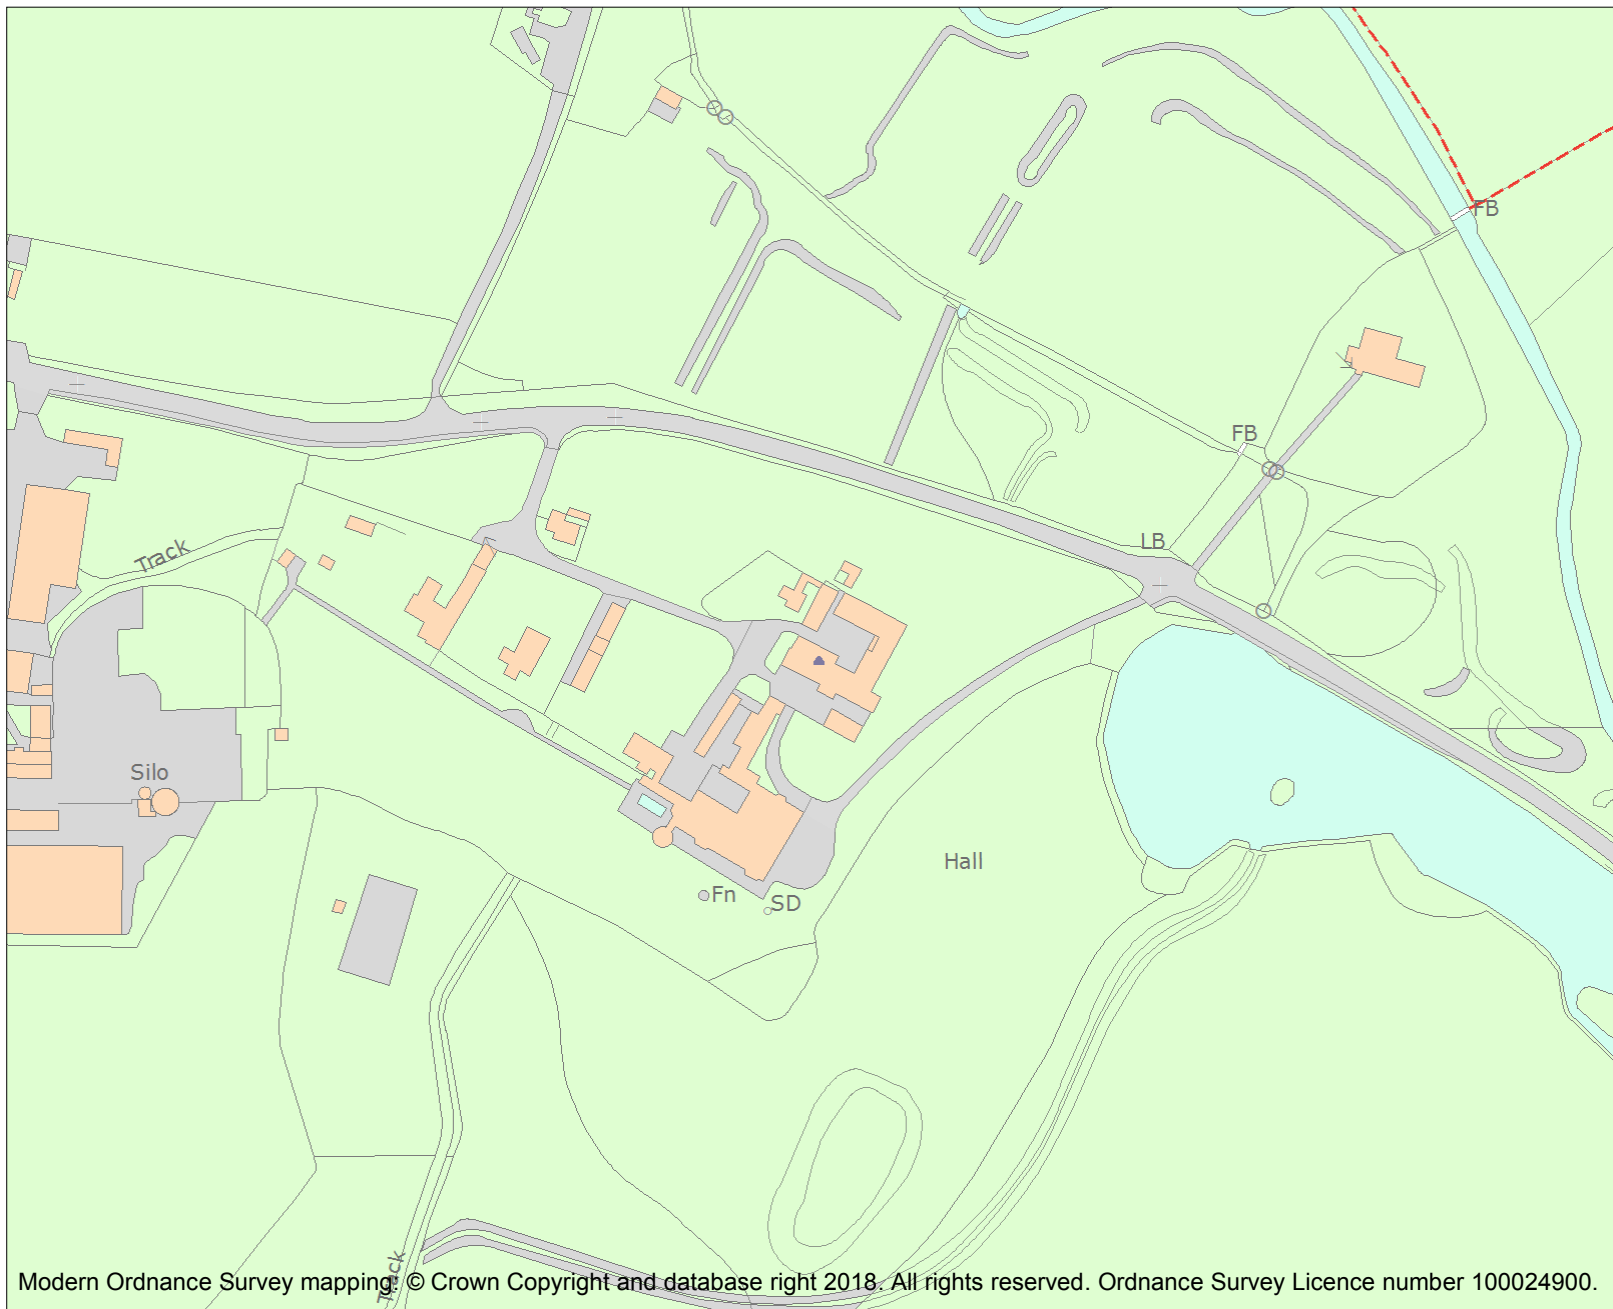 FB
FB
LB
Track
Silo
Hall
Fn
SD
Track
Modern Ordnance Survey mapping: © Crown Copyright and database right 2018. All rights reserved. Ordnance Survey Licence number 100024900.